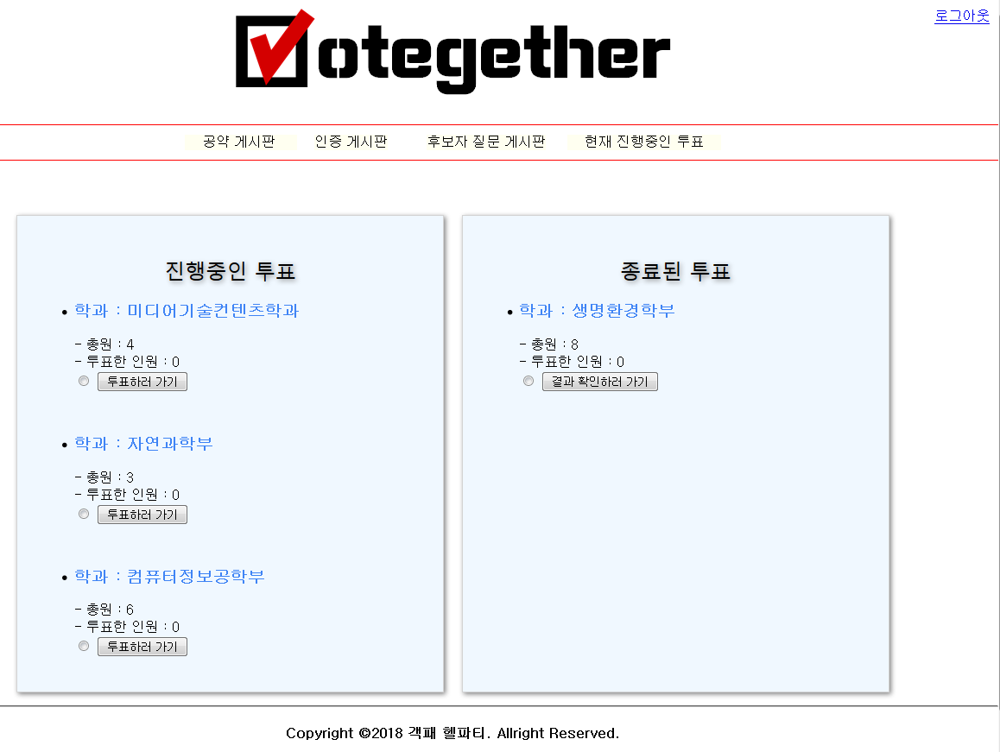 로그아웃
Votegether
공약 게시판 인증 게시판 후보자 질문 게시판 현재 진행중인 투표
진행중인 투표
• 학과 : 미디어기술컨텐츠학과
- 총원 : 4
- 투표한 인원 : 0
투표하러 가기
• 학과 : 자연과학부
- 총원 : 3
- 투표한 인원 : 0
투표하러 가기
• 학과 : 컴퓨터정보공학부
- 총원 : 6
- 투표한 인원 : 0
투표하러 가기
종료된 투표
• 학과 : 생명환경학부
- 총원 : 8
- 투표한 인원 : 0
결과 확인하러 가기
Copyright ©2018 객패 헬파티. Allright Reserved.